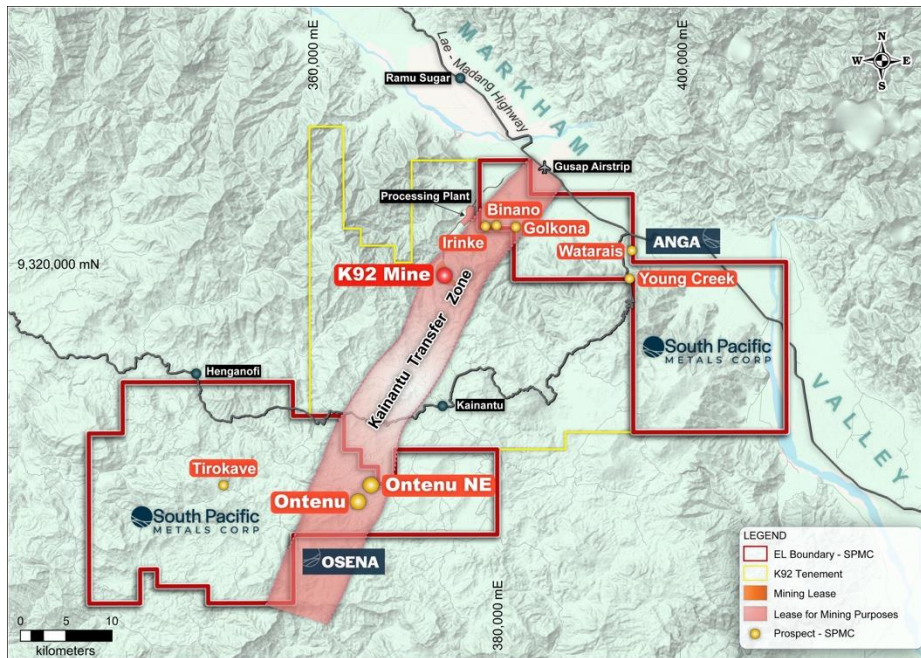 360,000 mE
400,000 mE
N
W E
S
MARKHAM
Lae - Madang Highway
Ramu Sugar
Gusap Airstrip
Processing Plant
Binano
Irinke
Golkona
ANGA
Watarais
9,320,000 mN
K92 Mine
Young Creek
Kainantu Transfer Zone
South Pacific
METALS CORP
Henganofi
Kainantu
VALLEY
Tirokave
Ontenu NE
Ontenu
South Pacific
METALS CORP
OSENA
380,000 mE
LEGEND
EL Boundary - SPMC
K92 Tenement
Mining Lease
Lease for Mining Purposes
Prospect - SPMC
0 5 10
kilometers